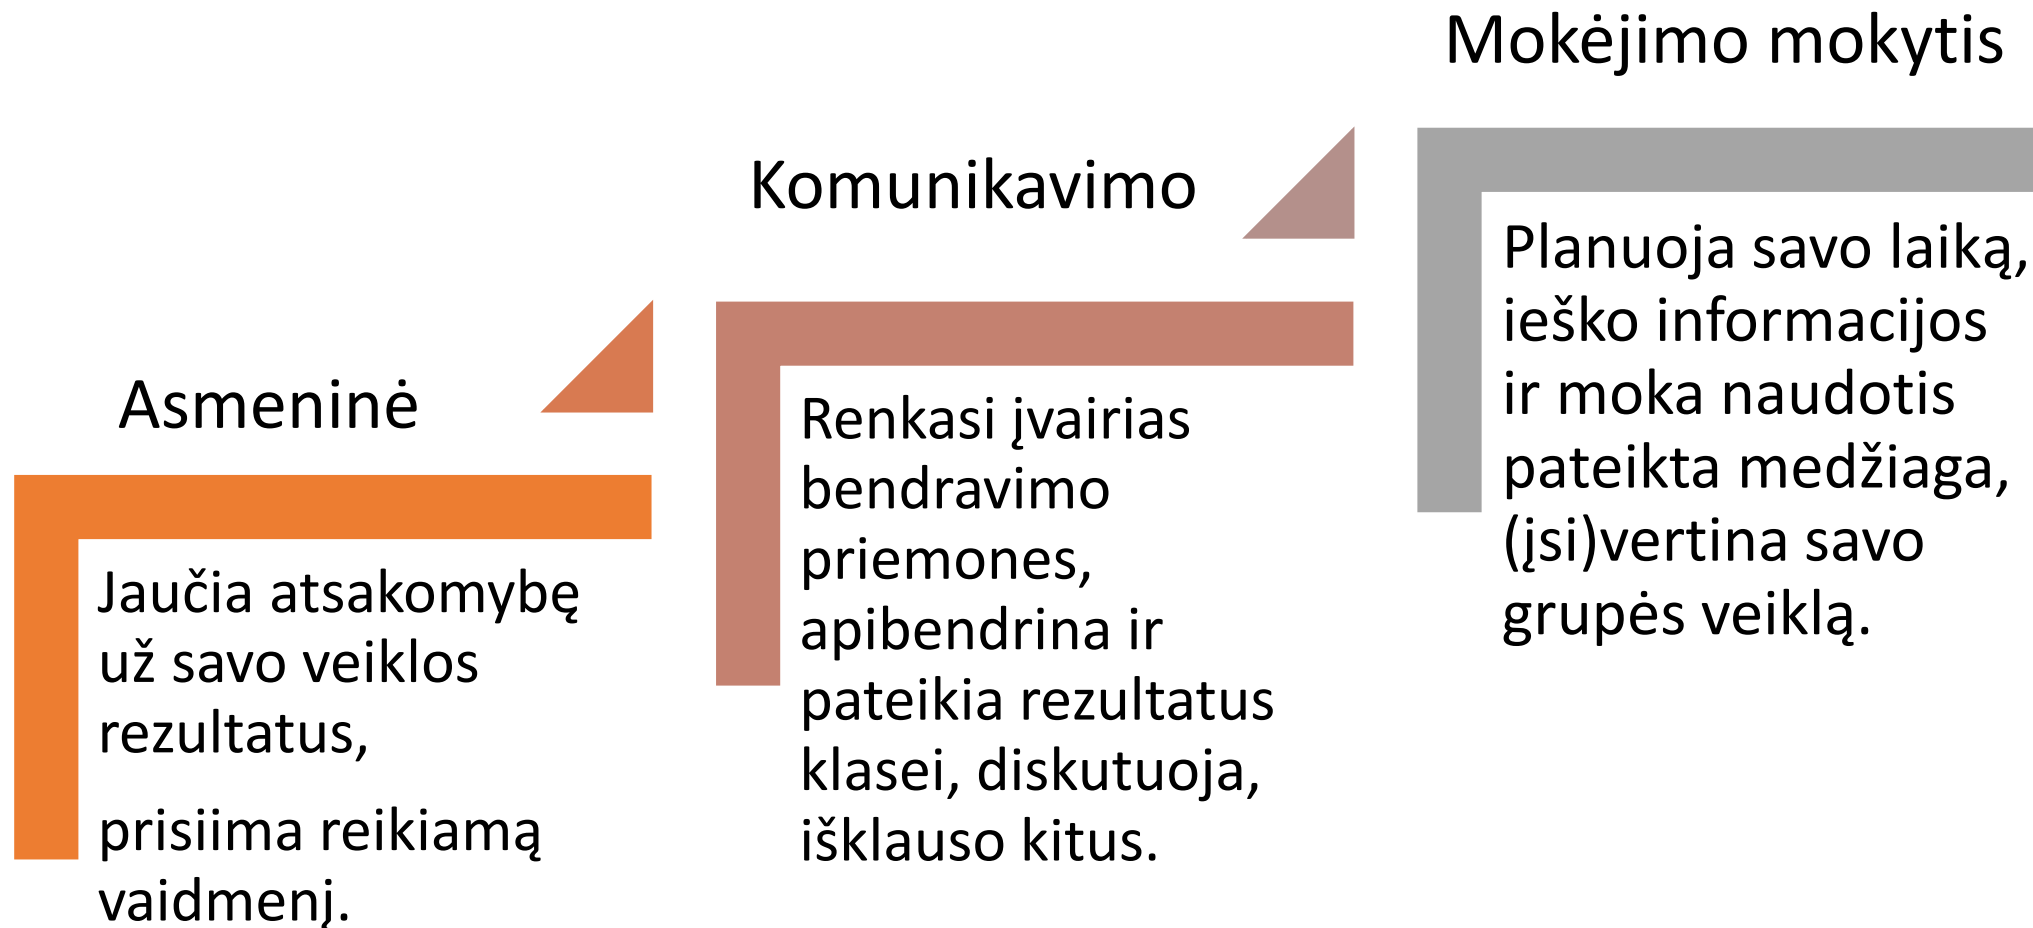 Asmeninė
Jaučia atsakomybę
už savo veiklos
rezultatus,
prisiima reikiamą
vaidmenį.
Komunikavimo
Renkasi įvairias
bendravimo
priemones,
apibendrina ir
pateikia rezultatus
klasei, diskutuoja,
išklauso kitus.
Mokėjimo mokytis
Planuoja savo laiką,
ieško informacijos
ir moka naudotis
pateikta medžiaga,
(įsi)vertina savo
grupės veiklą.